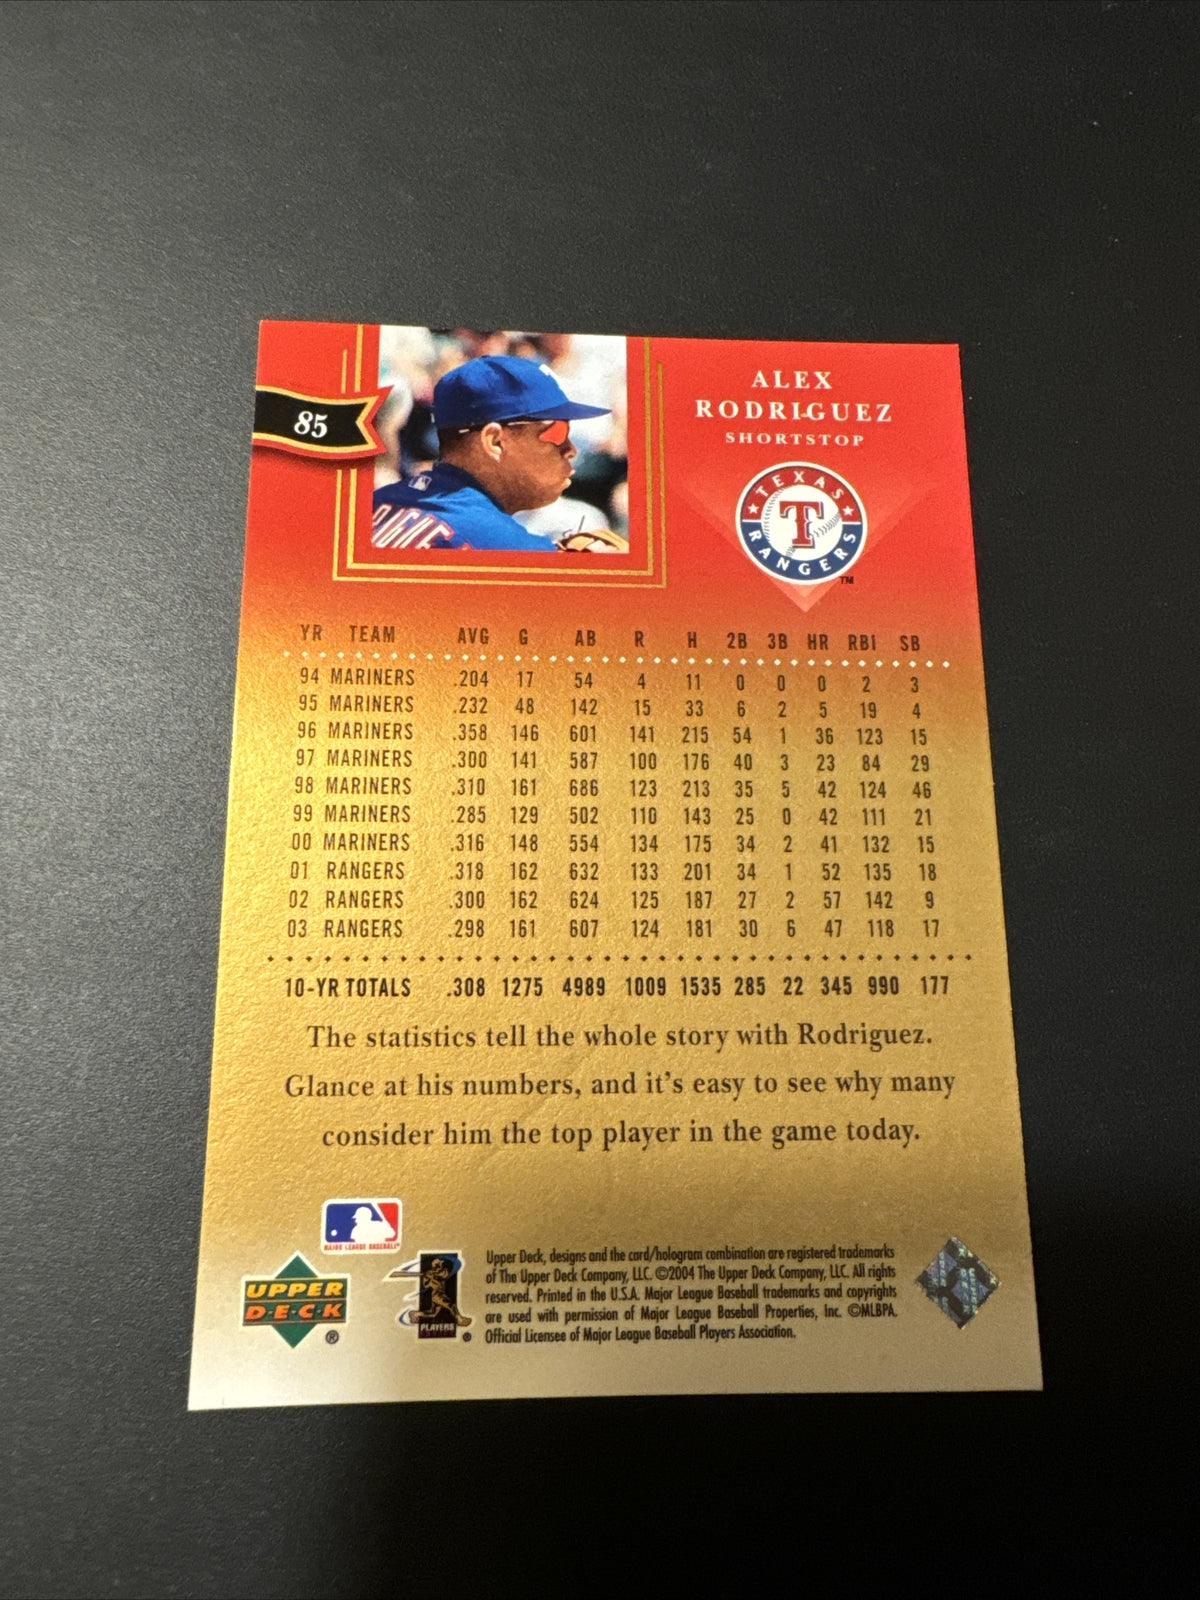 85
ALEX
RODRIGUEZ
SHORTSTOP
TEXAS
T
RANGERS
TM
YR TEAM AVG G AB R H 2B 3B HR RBI SB
94 MARINERS .204 17 54 4 11 0 0 0 2 3
95 MARINERS .232 48 142 15 33 6 2 5 19 4
96 MARINERS .358 146 601 141 215 54 1 36 123 15
97 MARINERS .300 141 587 100 176 40 3 23 84 29
98 MARINERS .310 161 686 123 213 35 5 42 124 46
99 MARINERS .285 129 502 110 143 25 0 42 111 21
00 MARINERS .316 148 554 134 175 34 2 41 132 15
01 RANGERS .318 162 632 133 201 34 1 52 135 18
02 RANGERS .300 162 624 125 187 27 2 57 142 9
03 RANGERS .298 161 607 124 181 30 6 47 118 17
10-YR TOTALS .308 1275 4989 1009 1535 285 22 345 990 177
The statistics tell the whole story with Rodriguez.
Glance at his numbers, and it's easy to see why many
consider him the top player in the game today.
MAJOR LEAGUE BASEBALL
UPPER
D·E·C·K
®
PLAYERS
®
Upper Deck, designs and the card/hologram combination are registered trademarks
of The Upper Deck Company, LLC. ©2004 The Upper Deck Company, LLC. All rights
reserved. Printed in the U.S.A. Major League Baseball trademarks and copyrights
are used with permission of Major League Baseball Properties, Inc. ©MLBPA.
Official Licensee of Major League Baseball Players Association.